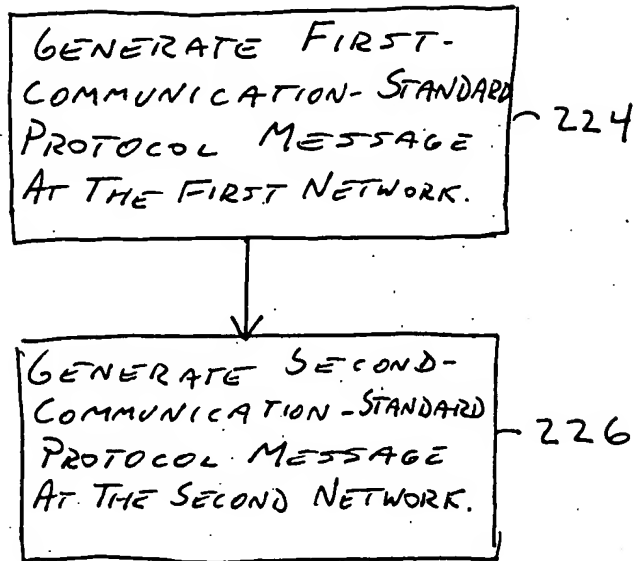 GENERATE FIRST-
COMMUNICATION-STANDARD
PROTOCOL MESSAGE
AT THE FIRST NETWORK.
224
GENERATE SECOND-
COMMUNICATION-STANDARD
PROTOCOL MESSAGE
AT THE SECOND NETWORK.
226